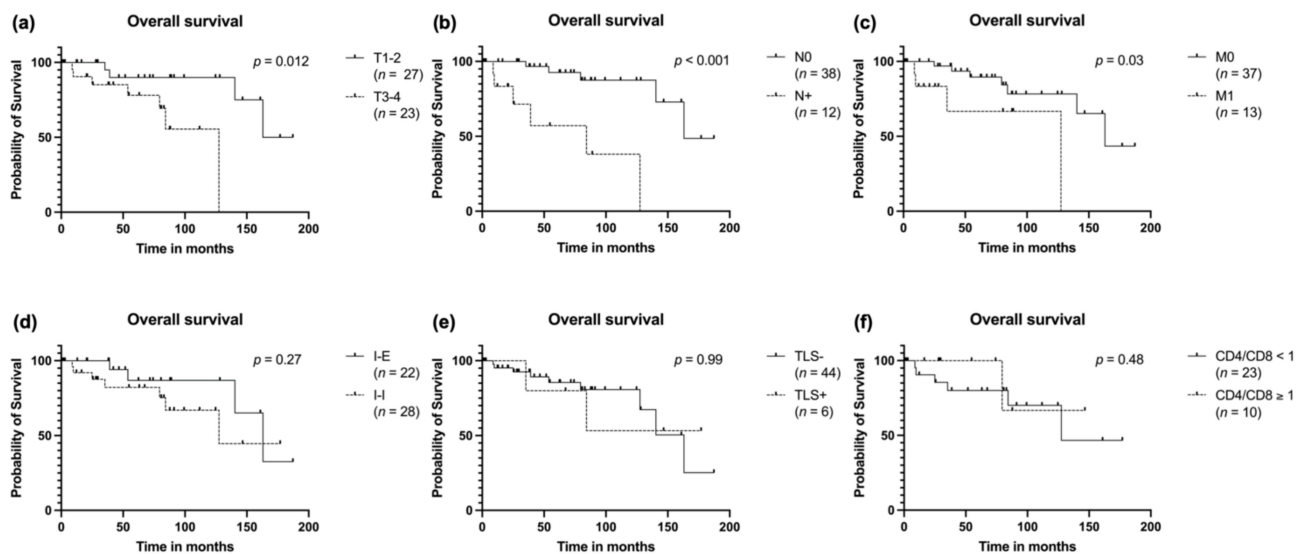 (a)
Overall survival
Probability of Survival
100
50
0
0 50 100 150 200
Time in months
p = 0.012
T1-2
(n = 27)
T3-4
(n = 23)
(b)
Overall survival
Probability of Survival
100
50
0
0 50 100 150 200
Time in months
p < 0.001
N0
(n = 38)
N+
(n = 12)
(c)
Overall survival
Probability of Survival
100
50
0
0 50 100 150 200
Time in months
p = 0.03
M0
(n = 37)
M1
(n = 13)
(d)
Overall survival
Probability of Survival
100
50
0
0 50 100 150 200
Time in months
p = 0.27
I-E
(n = 22)
I-I
(n = 28)
(e)
Overall survival
Probability of Survival
100
50
0
0 50 100 150 200
Time in months
p = 0.99
TLS-
(n = 44)
TLS+
(n = 6)
(f)
Overall survival
Probability of Survival
100
50
0
0 50 100 150 200
Time in months
p = 0.48
CD4/CD8 < 1
(n = 23)
CD4/CD8 ≥ 1
(n = 10)